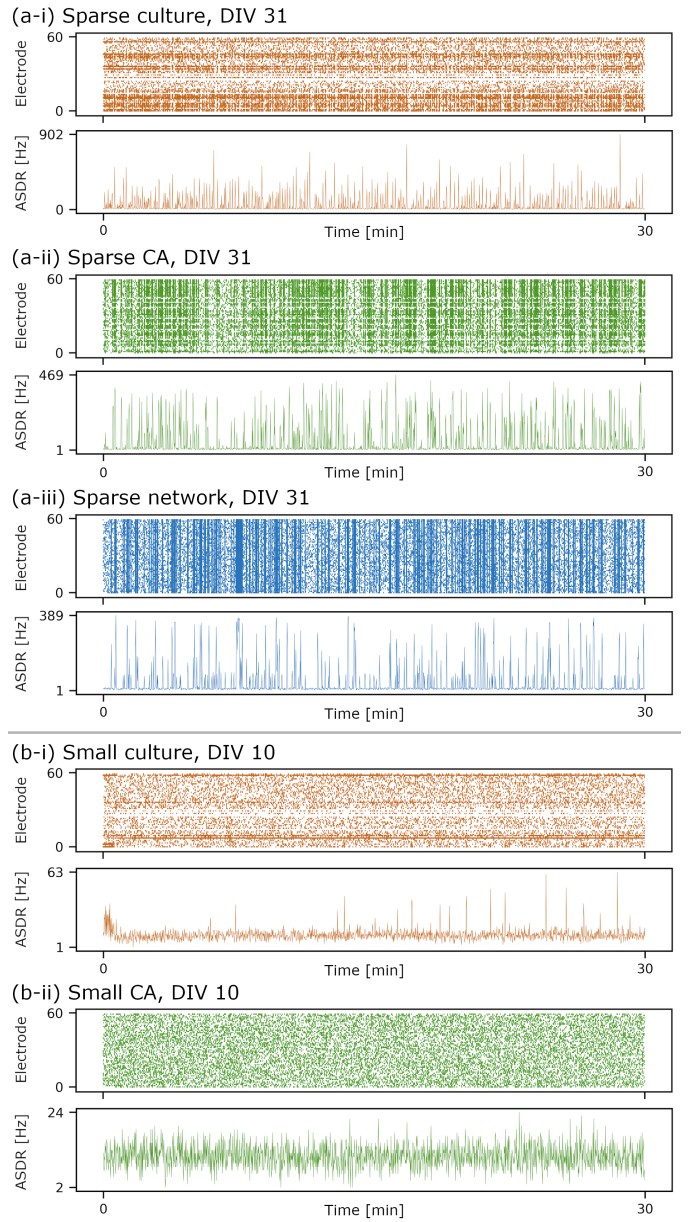 (a-i) Sparse culture, DIV 31
60
Electrode
0
902
ASDR [Hz]
0
0 Time [min] 30
(a-ii) Sparse CA, DIV 31
60
Electrode
0
469
ASDR [Hz]
1
0 Time [min] 30
(a-iii) Sparse network, DIV 31
60
Electrode
0
389
ASDR [Hz]
1
0 Time [min] 30
(b-i) Small culture, DIV 10
60
Electrode
0
63
ASDR [Hz]
1
0 Time [min] 30
(b-ii) Small CA, DIV 10
60
Electrode
0
24
ASDR [Hz]
2
0 Time [min] 30